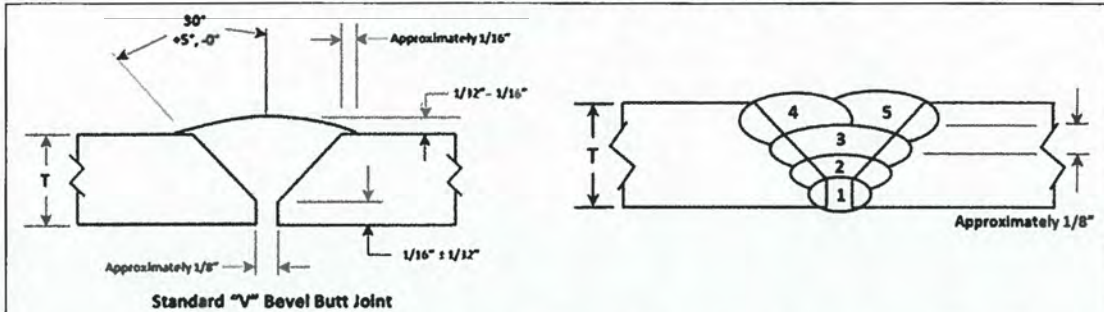 30°
+5°, -0°
Approximately 1/16"
1/32" - 1/16"
T
1/16" ± 1/32"
Approximately 1/8"
Standard "V" Bevel Butt Joint
4
5
3
2
1
T
Approximately 1/8"